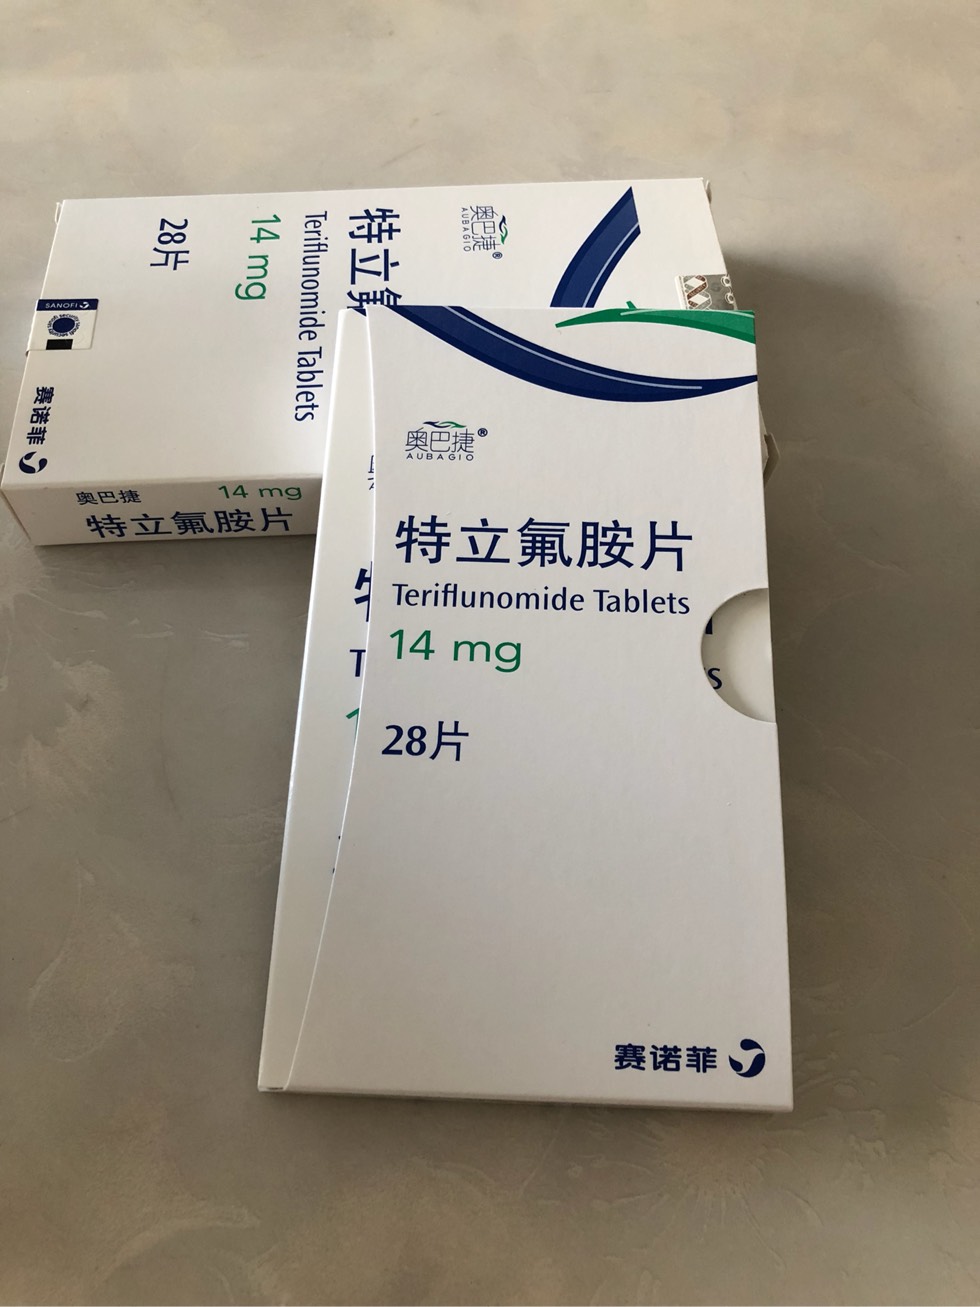 奥巴捷®
AUBAGIO
特立氟
Teriflunomide Tablets
14 mg
28片
SANOFI
赛诺菲
奥巴捷
14 mg
特立氟胺片
奥巴捷®
AUBAGIO
特立氟胺片
Teriflunomide Tablets
14 mg
28片
赛诺菲